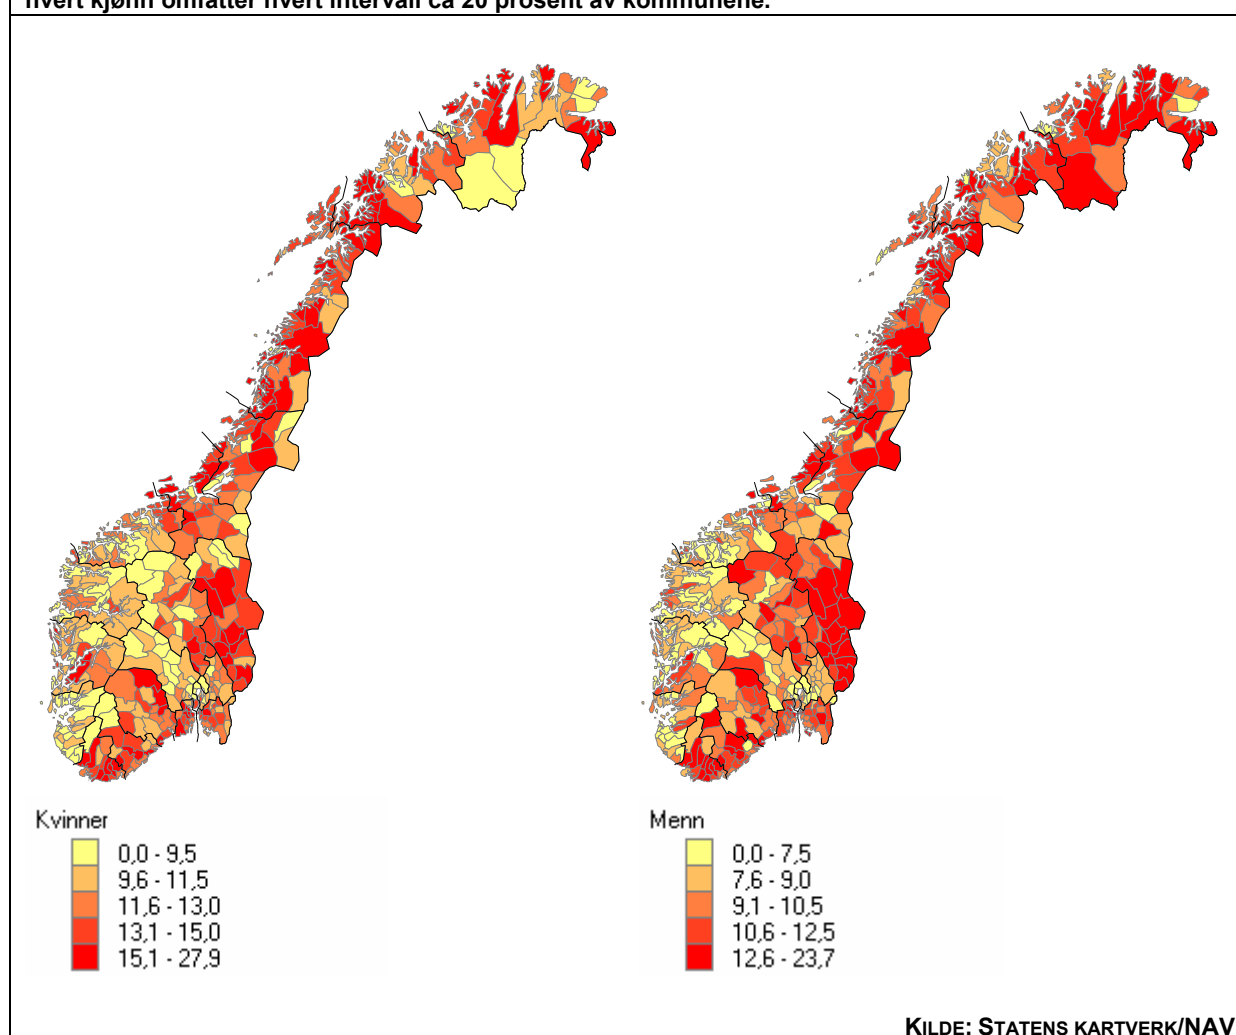 hvert kjønn omfatter hvert intervall ca 20 prosent av kommunene.
Kvinner
0,0 - 9,5
9,6 - 11,5
11,6 - 13,0
13,1 - 15,0
15,1 - 27,9
Menn
0,0 - 7,5
7,6 - 9,0
9,1 - 10,5
10,6 - 12,5
12,6 - 23,7
KILDE: STATENS KARTVERK/NAV